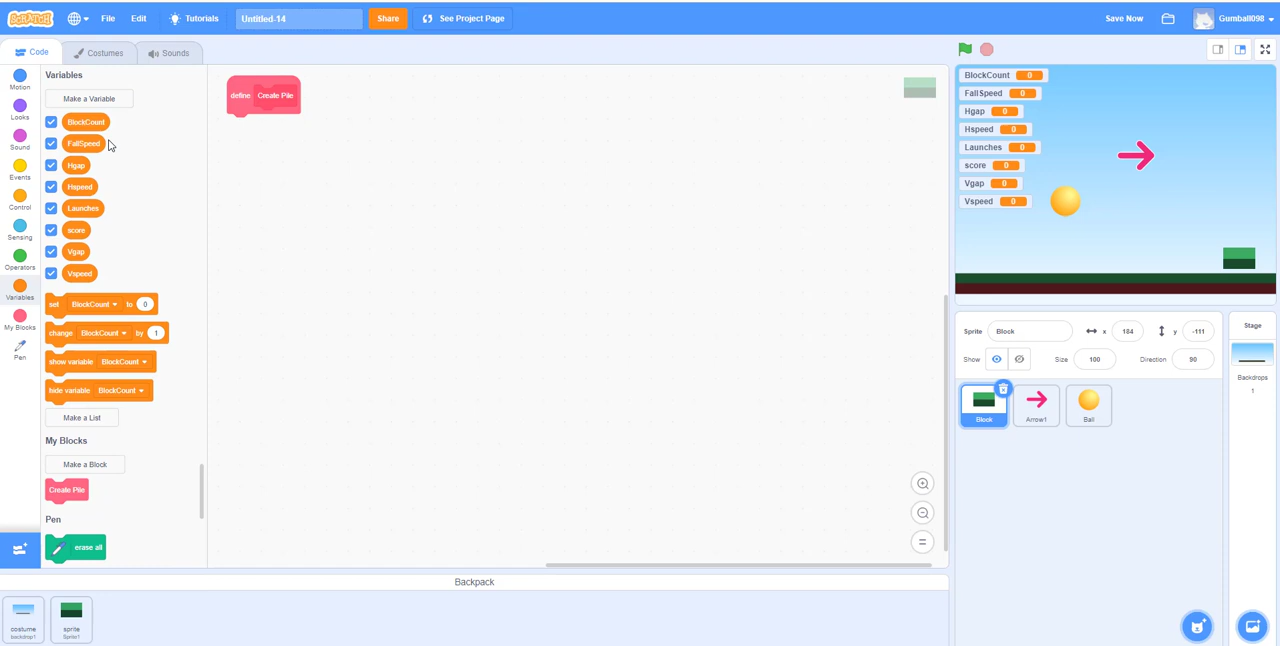 SCRATCH
File
Edit
Tutorials
Untitled-14
Share
See Project Page
Save Now
Gumball098
Code
Costumes
Sounds
Motion
Looks
Sound
Events
Control
Sensing
Operators
Variables
My Blocks
Pen
Variables
Make a Variable
BlockCount
FallSpeed
Hgap
Hspeed
Launches
score
Vgap
Vspeed
set BlockCount to 0
change BlockCount by 1
show variable BlockCount
hide variable BlockCount
Make a List
My Blocks
Make a Block
Create Pile
Pen
erase all
define Create Pile
BlockCount 0
FallSpeed 0
Hgap 0
Hspeed 0
Launches 0
score 0
Vgap 0
Vspeed 0
Sprite Block x 184 y -111
Show Size 100 Direction 90
Block
Arrow1
Ball
Stage
Backdrops
1
Backpack
costume
backdrop1
sprite
Sprite1